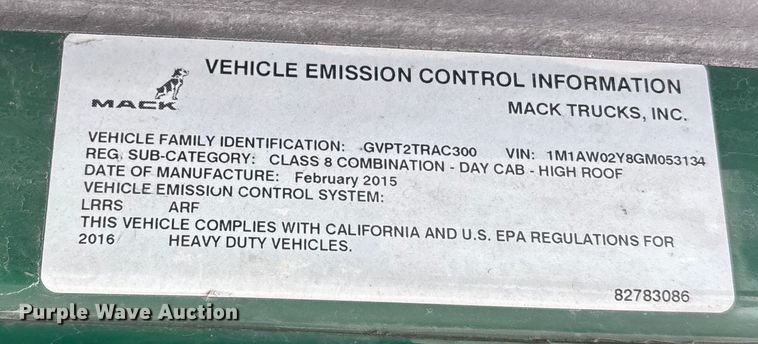 VEHICLE EMISSION CONTROL INFORMATION
MACK
MACK TRUCKS, INC.
VEHICLE FAMILY IDENTIFICATION: GVPT2TRAC300 VIN: 1M1AW02Y8GM053134
REG. SUB-CATEGORY: CLASS 8 COMBINATION - DAY CAB - HIGH ROOF
DATE OF MANUFACTURE: February 2015
VEHICLE EMISSION CONTROL SYSTEM:
LRRS ARF
THIS VEHICLE COMPLIES WITH CALIFORNIA AND U.S. EPA REGULATIONS FOR
2016 HEAVY DUTY VEHICLES.
82783086
Purple Wave Auction